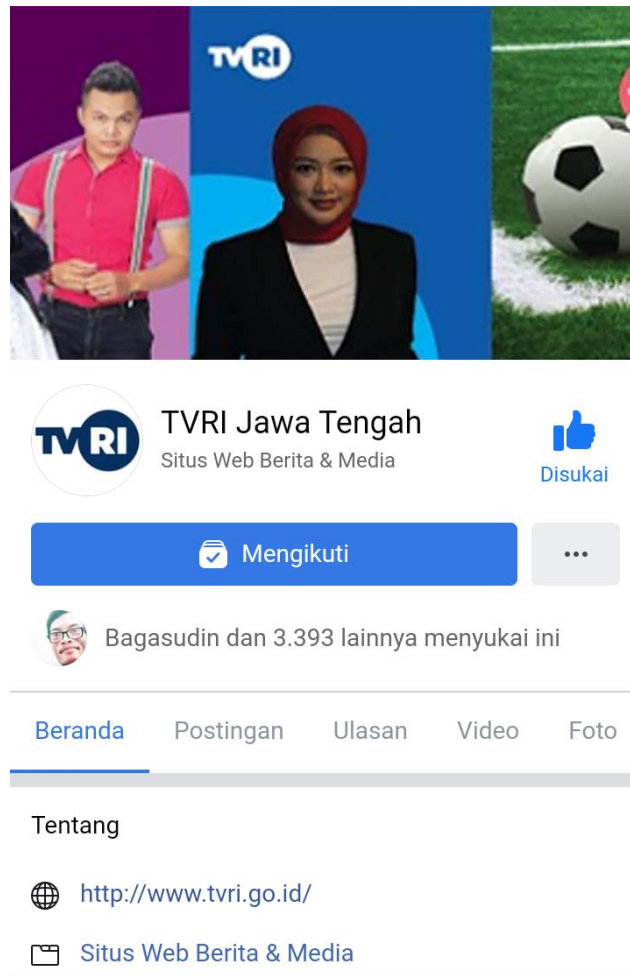 TVRI
TVRI
TVRI Jawa Tengah
Situs Web Berita & Media
Disukai
Mengikuti
Bagasudin dan 3.393 lainnya menyukai ini
Beranda Postingan Ulasan Video Foto
Tentang
http://www.tvri.go.id/
Situs Web Berita & Media